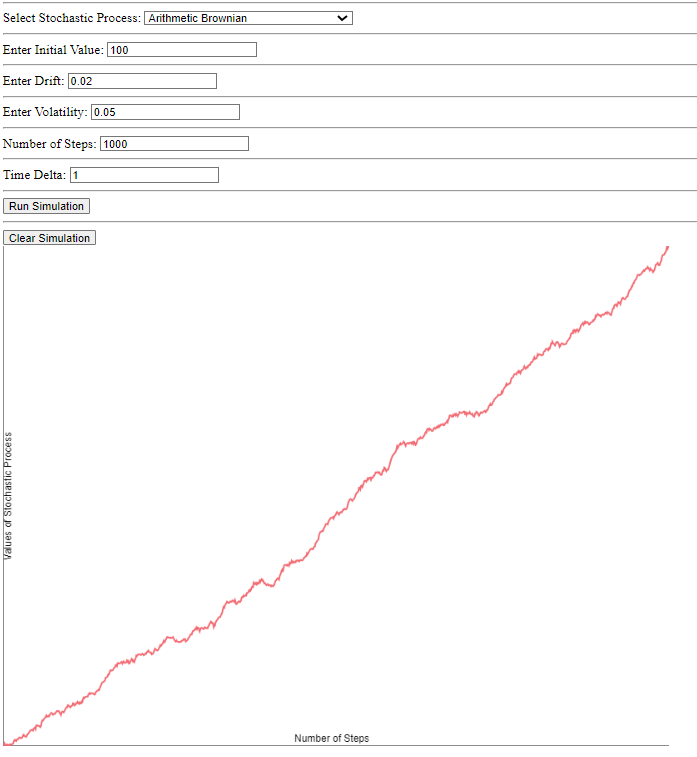 Select Stochastic Process: Arithmetic Brownian
Enter Initial Value: 100
Enter Drift: 0.02
Enter Volatility: 0.05
Number of Steps: 1000
Time Delta: 1
Run Simulation
Clear Simulation
Values of Stochastic Process
Number of Steps